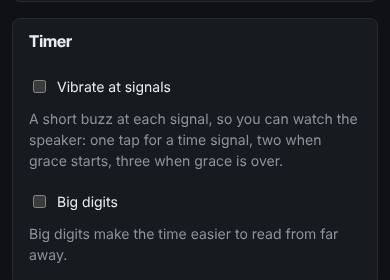 Timer
Vibrate at signals
A short buzz at each signal, so you can watch the
speaker: one tap for a time signal, two when
grace starts, three when grace is over.
Big digits
Big digits make the time easier to read from far
away.